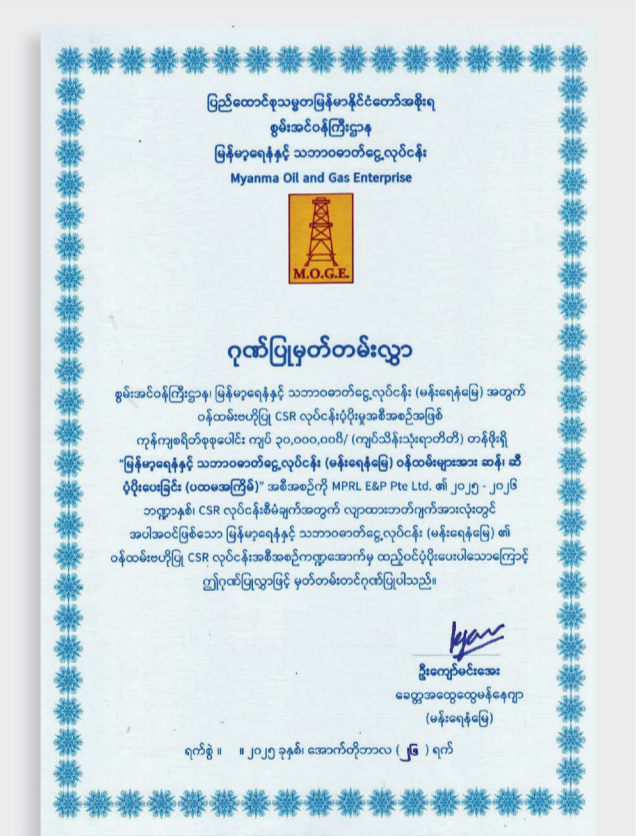 ပြည်ထောင်စုသမ္မတမြန်မာနိုင်ငံတော်အစိုးရ
စွမ်းအင်ဝန်ကြီးဌာန
မြန်မာ့ရေနံနှင့် သဘာဝဓာတ်ငွေ့လုပ်ငန်း
Myanma Oil and Gas Enterprise
M.O.G.E.
ဂုဏ်ပြုမှတ်တမ်းလွှာ
စွမ်းအင်ဝန်ကြီးဌာန၊ မြန်မာ့ရေနံနှင့် သဘာဝဓာတ်ငွေ့လုပ်ငန်း (မန်းရေနံမြေ) အတွက်
ဝန်ထမ်းဗဟိုပြု CSR လုပ်ငန်းပံ့ပိုးမှုအစီအစဉ်အဖြစ်
ကုန်ကျစရိတ်စုစုပေါင်း ကျပ် ၃၀,၀၀၀,၀၀၀ိ/ (ကျပ်သိန်းသုံးရာတိတိ) တန်ဖိုးရှိ
"မြန်မာ့ရေနံနှင့် သဘာဝဓာတ်ငွေ့လုပ်ငန်း (မန်းရေနံမြေ) ဝန်ထမ်းများအား ဆန်၊ ဆီ
ပံ့ပိုးပေးခြင်း (ပထမအကြိမ်)" အစီအစဉ်ကို MPRL E&P Pte Ltd. ၏ ၂၀၂၅ - ၂၀၂၆
ဘဏ္ဍာနှစ်၊ CSR လုပ်ငန်းစီမံချက်အတွက် လျာထားဘတ်ဂျက်အားလုံးတွင်
အပါအဝင်ဖြစ်သော မြန်မာ့ရေနံနှင့် သဘာဝဓာတ်ငွေ့လုပ်ငန်း (မန်းရေနံမြေ) ၏
ဝန်ထမ်းဗဟိုပြု CSR လုပ်ငန်းအစီအစဉ်ကဏ္ဍအောက်မှ ထည့်ဝင်ပံ့ပိုးပေးပါသောကြောင့်
ဤဂုဏ်ပြုလွှာဖြင့် မှတ်တမ်းတင်ဂုဏ်ပြုပါသည်။
ဦးကျော်မင်းအေး
ခေတ္တအထွေထွေမန်နေဂျာ
(မန်းရေနံမြေ)
ရက်စွဲ ။ ။ ၂၀၂၅ ခုနှစ်၊ အောက်တိုဘာလ ( ၂၆ ) ရက်